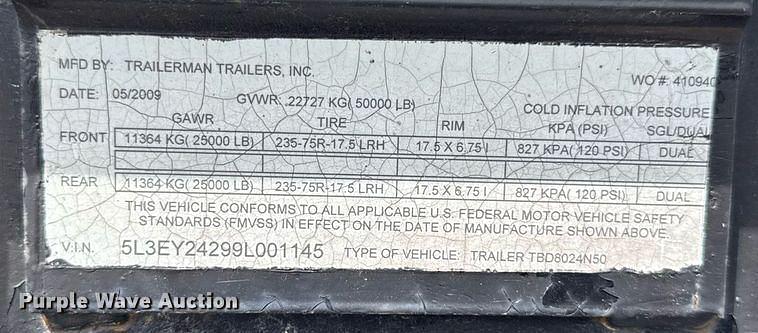 MFD BY: TRAILERMAN TRAILERS, INC.
WO #: 410940
DATE: 05/2009 GVWR: 22727 KG( 50000 LB)
GAWR TIRE RIM COLD INFLATION PRESSURE
KPA (PSI) SGL/DUAL
FRONT 11364 KG( 25000 LB) 235-75R-17.5 LRH 17.5 X 6.75 I 827 KPA( 120 PSI) DUAL
REAR 11364 KG( 25000 LB) 235-75R-17.5 LRH 17.5 X 6.75 I 827 KPA( 120 PSI) DUAL
THIS VEHICLE CONFORMS TO ALL APPLICABLE U.S. FEDERAL MOTOR VEHICLE SAFETY
STANDARDS (FMVSS) IN EFFECT ON THE DATE OF MANUFACTURE SHOWN ABOVE.
V.I.N. 5L3EY24299L001145 TYPE OF VEHICLE: TRAILER TBD8024N50
Purple Wave Auction